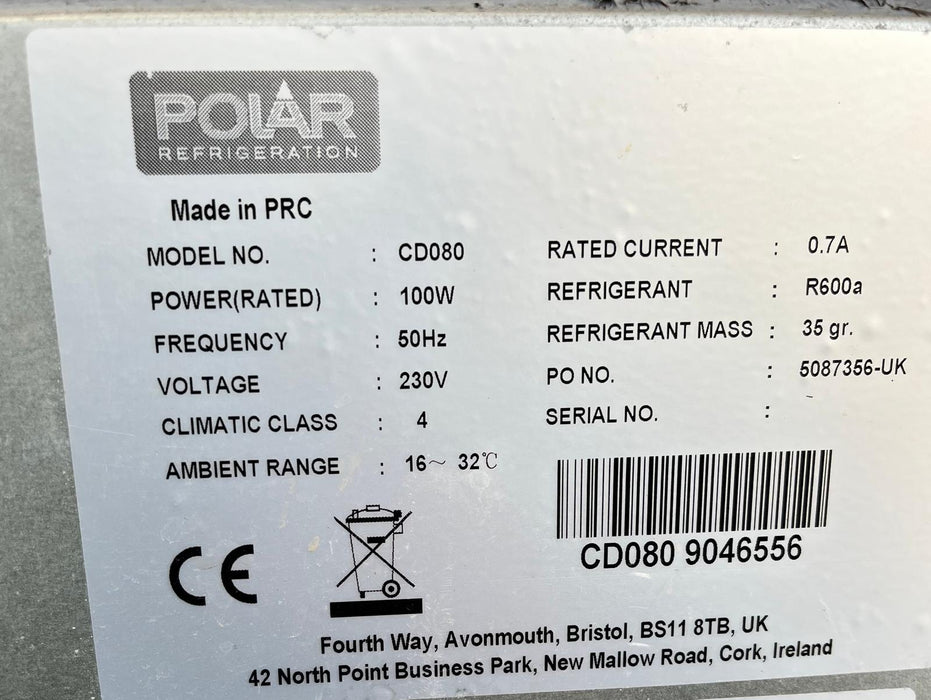 POLAR
REFRIGERATION
Made in PRC
MODEL NO. : CD080
POWER(RATED) : 100W
FREQUENCY : 50Hz
VOLTAGE : 230V
CLIMATIC CLASS : 4
AMBIENT RANGE : 16～ 32℃
RATED CURRENT : 0.7A
REFRIGERANT : R600a
REFRIGERANT MASS : 35 gr.
PO NO. : 5087356-UK
SERIAL NO. :
CD080 9046556
CE
Fourth Way, Avonmouth, Bristol, BS11 8TB, UK
42 North Point Business Park, New Mallow Road, Cork, Ireland